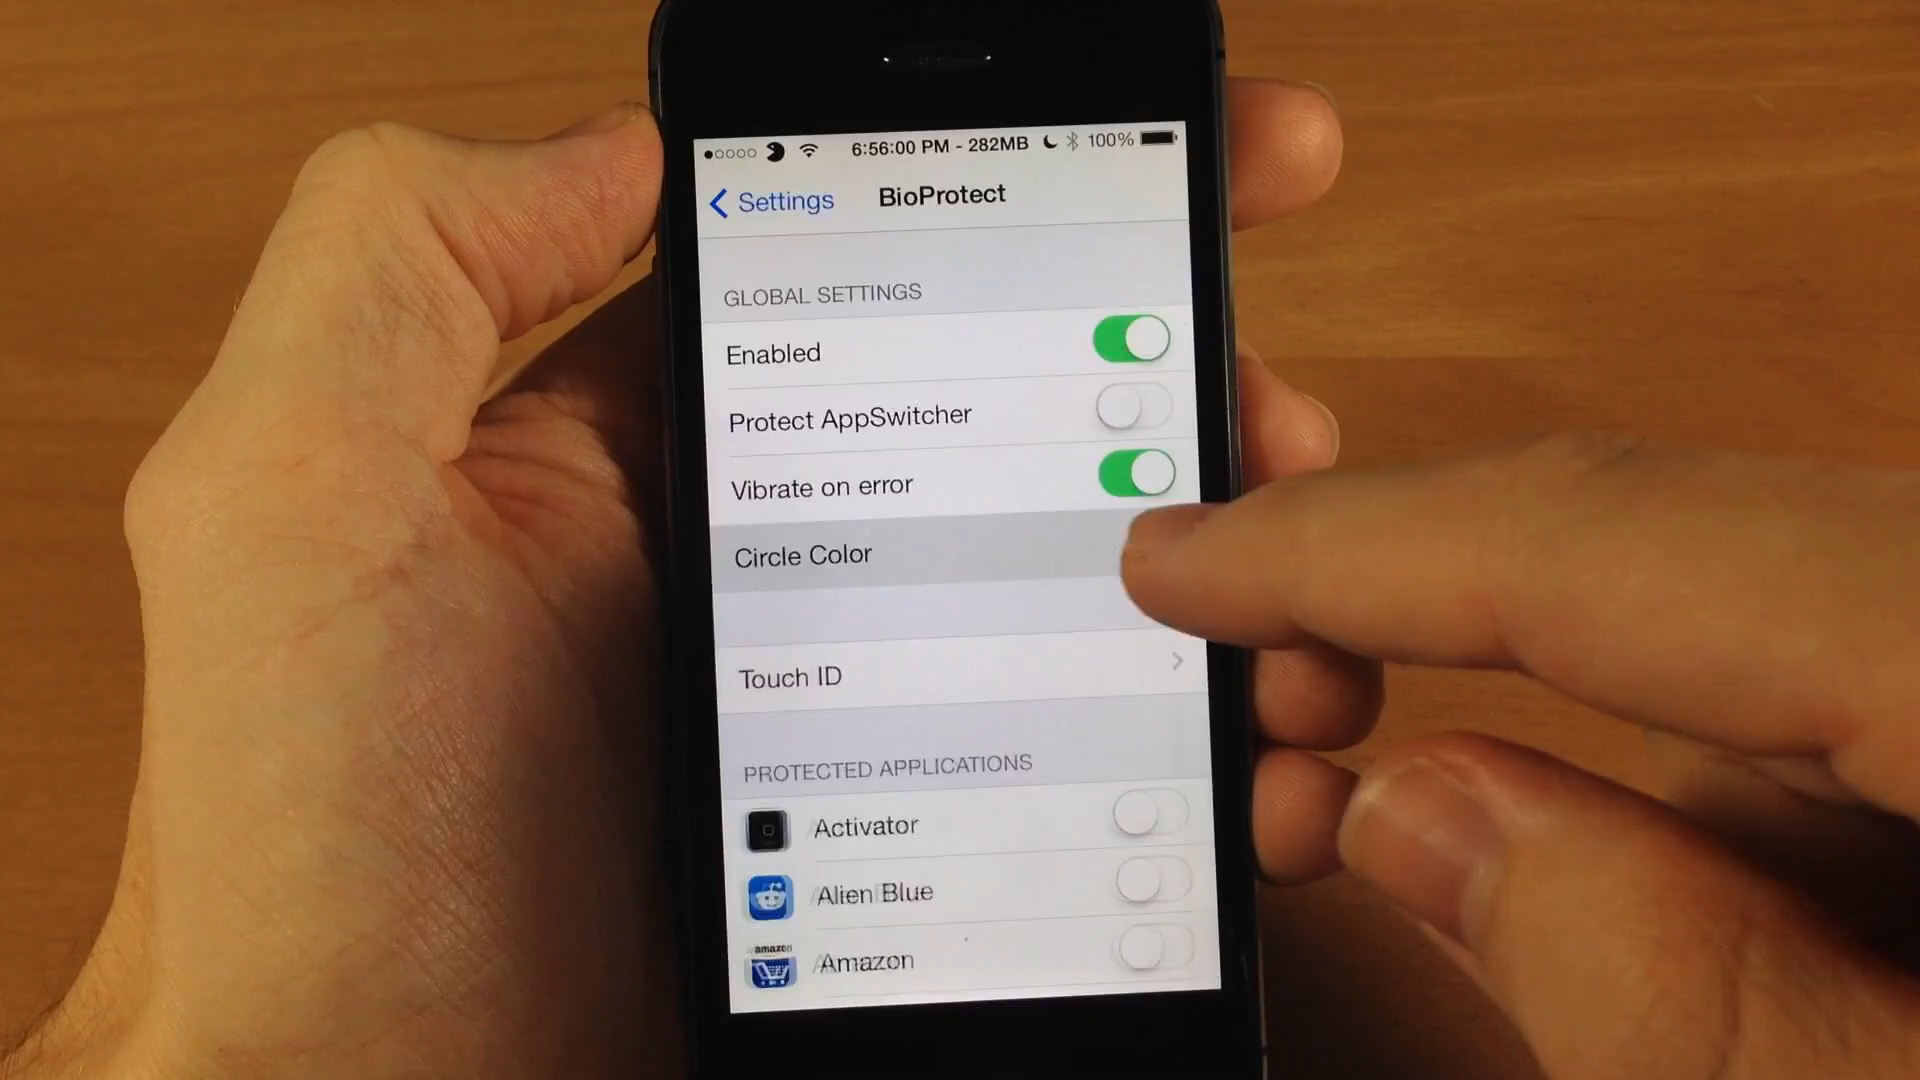 6:56:00 PM - 282MB 100%
Settings BioProtect
GLOBAL SETTINGS
Enabled
Protect AppSwitcher
Vibrate on error
Circle Color
Touch ID
PROTECTED APPLICATIONS
Activator
Alien Blue
amazon
Amazon